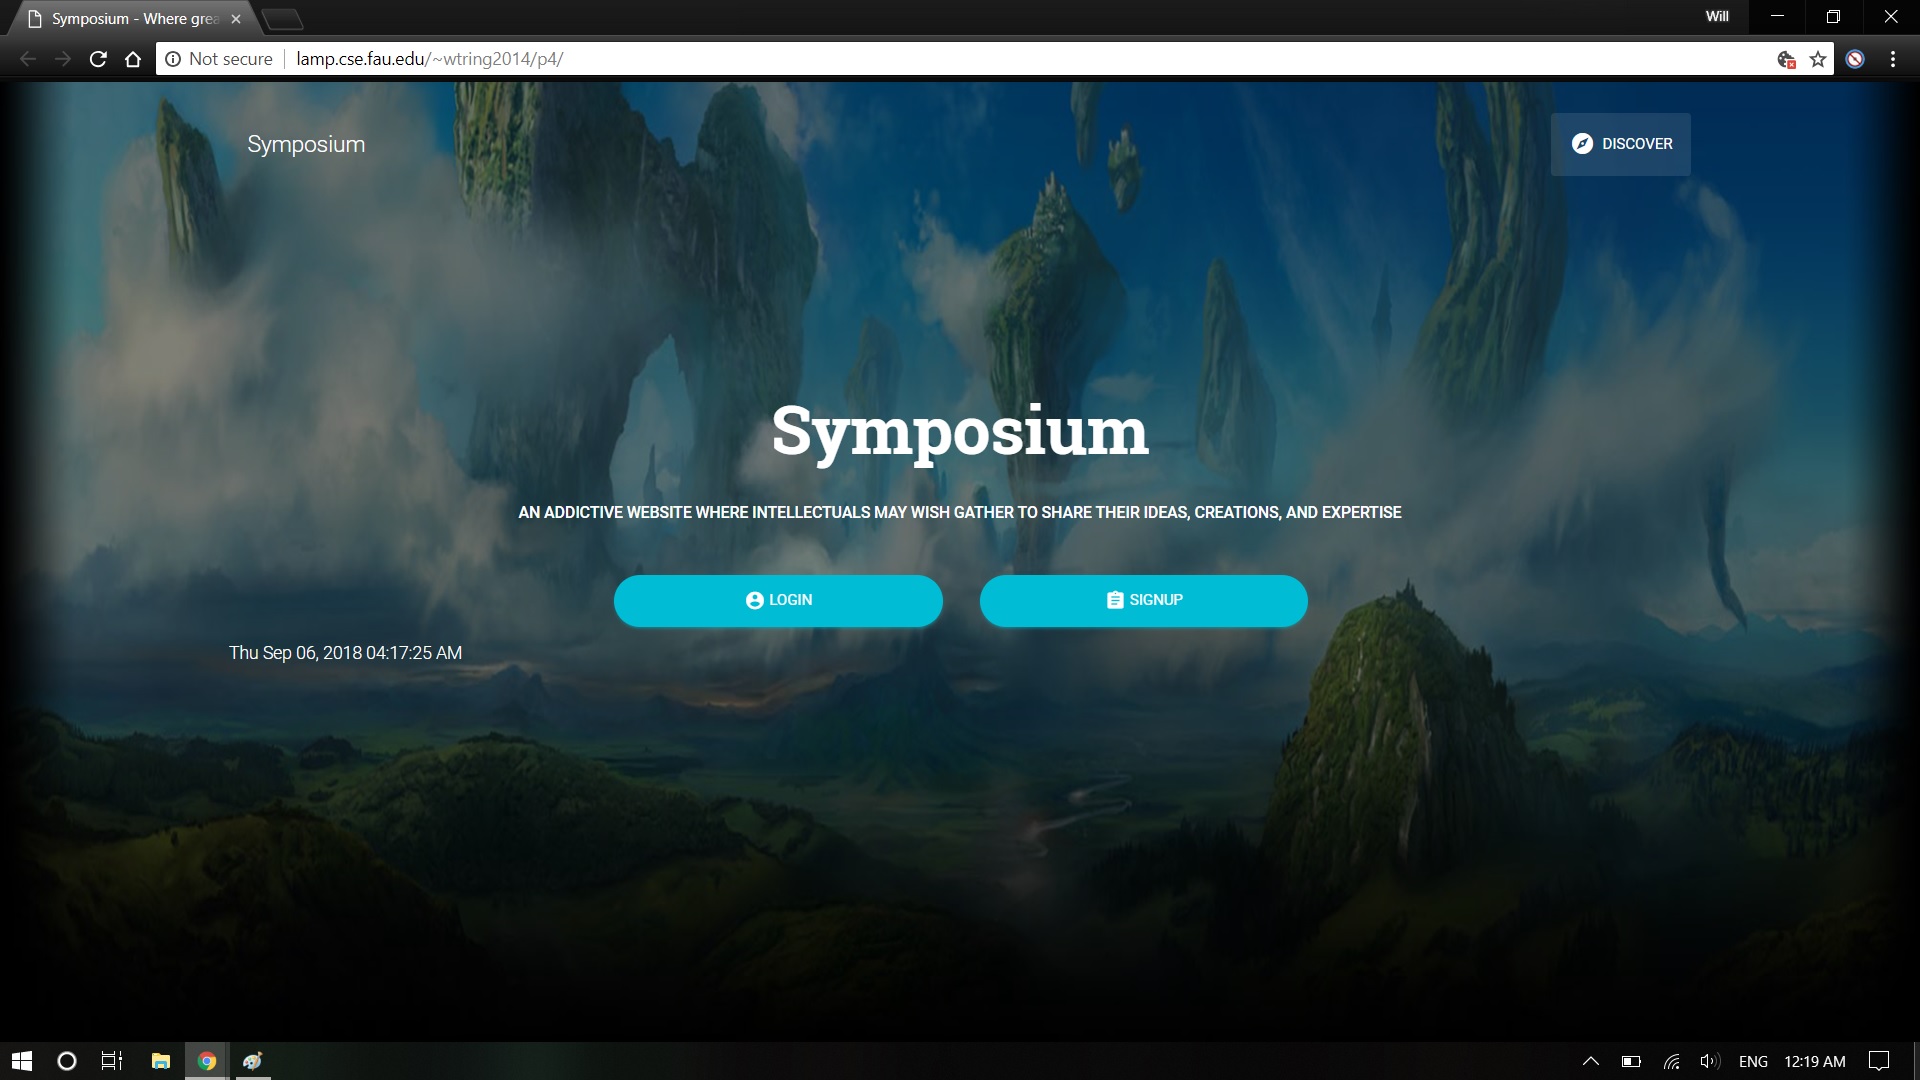 Symposium - Where grea
Will
Not secure
lamp.cse.fau.edu/~wtring2014/p4/
Symposium
DISCOVER
Symposium
AN ADDICTIVE WEBSITE WHERE INTELLECTUALS MAY WISH GATHER TO SHARE THEIR IDEAS, CREATIONS, AND EXPERTISE
LOGIN
SIGNUP
Thu Sep 06, 2018 04:17:25 AM
ENG
12:19 AM